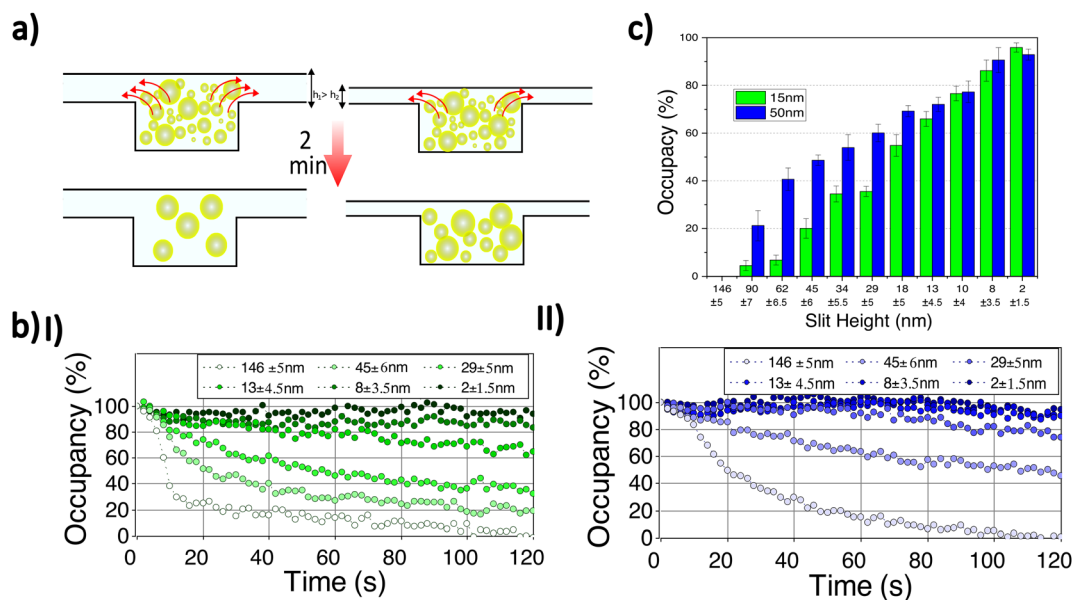 a)
h₁> h₂
2
min
c)
Occupacy (%)
100
80
60
40
20
0
15nm
50nm
146 90 62 45 34 29 18 13 10 8 2
±5 ±7 ±6.5 ±6 ±5.5 ±5 ±5 ±4.5 ±4 ±3.5 ±1.5
Slit Height (nm)
b)
I)
Occupancy (%)
146 ±5nm 45±6nm 29±5nm
13±4.5nm 8±3.5nm 2±1.5nm
100
80
60
40
20
0
0 20 40 60 80 100 120
Time (s)
II)
Occupancy (%)
146 ±5nm 45±6nm 29±5nm
13± 4.5nm 8±3.5nm 2±1.5nm
100
80
60
40
20
0
0 20 40 60 80 100 120
Time (s)